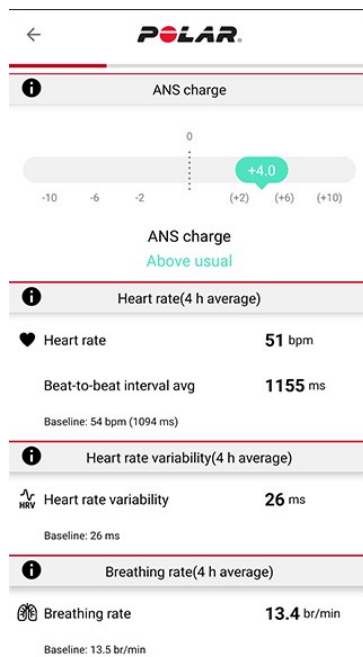 POLAR.
ANS charge
0
+4.0
-10 -6 -2 (+2) (+6) (+10)
ANS charge
Above usual
Heart rate(4 h average)
Heart rate 51 bpm
Beat-to-beat interval avg 1155 ms
Baseline: 54 bpm (1094 ms)
Heart rate variability(4 h average)
HRV Heart rate variability 26 ms
Baseline: 26 ms
Breathing rate(4 h average)
Breathing rate 13.4 br/min
Baseline: 13.5 br/min